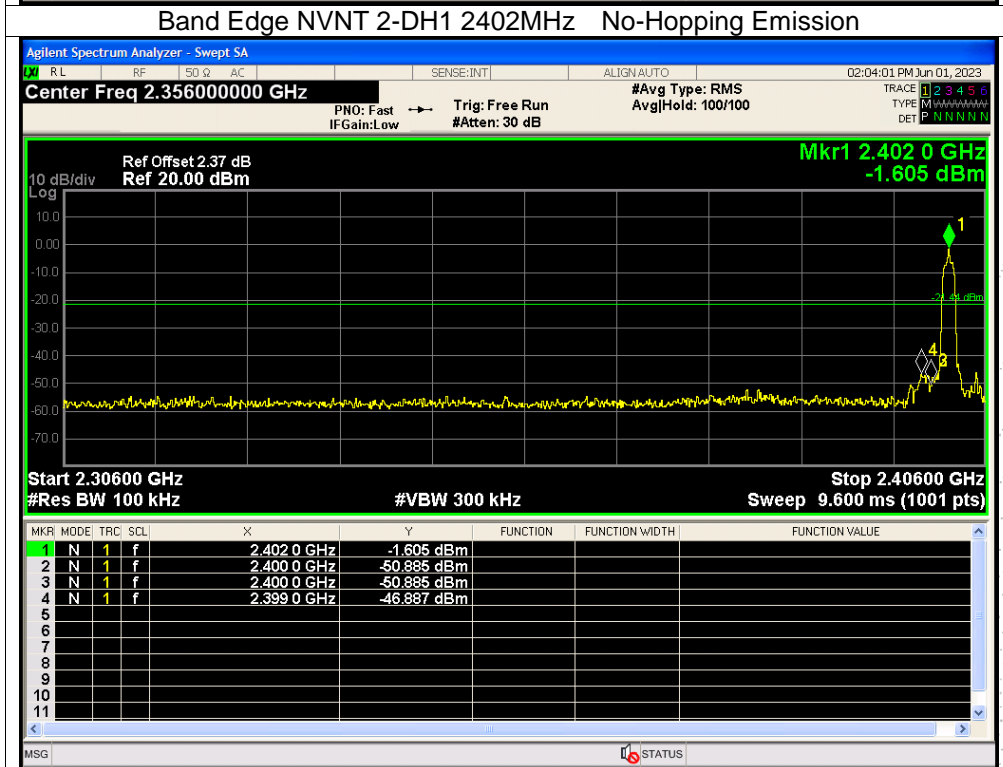 Band Edge NVNT 2-DH1 2402MHz No-Hopping Emission
Agilent Spectrum Analyzer - Swept SA
LXI RL RF 50 Ω AC SENSE:INT ALIGN AUTO 02:04:01 PM Jun 01, 2023
Center Freq 2.356000000 GHz #Avg Type: RMS TRACE 1 2 3 4 5 6
PNO: Fast Trig: Free Run Avg|Hold: 100/100 TYPE M WWWWW
IFGain:Low #Atten: 30 dB DET P N N N N N
Mkr1 2.402 0 GHz
Ref Offset 2.37 dB
10 dB/div Ref 20.00 dBm -1.605 dBm
Log
10.0
1
0.00
-10.0
-20.0
-30.0
-40.0
4
-50.0
-60.0
-70.0
Start 2.30600 GHz Stop 2.40600 GHz
#Res BW 100 kHz #VBW 300 kHz Sweep 9.600 ms (1001 pts)
MKR MODE TRC SCL X Y FUNCTION FUNCTION WIDTH FUNCTION VALUE
1 N 1 f 2.402 0 GHz -1.605 dBm
2 N 1 f 2.400 0 GHz -50.885 dBm
3 N 1 f 2.400 0 GHz -50.885 dBm
4 N 1 f 2.399 0 GHz -46.887 dBm
5
6
7
8
9
10
11
MSG STATUS